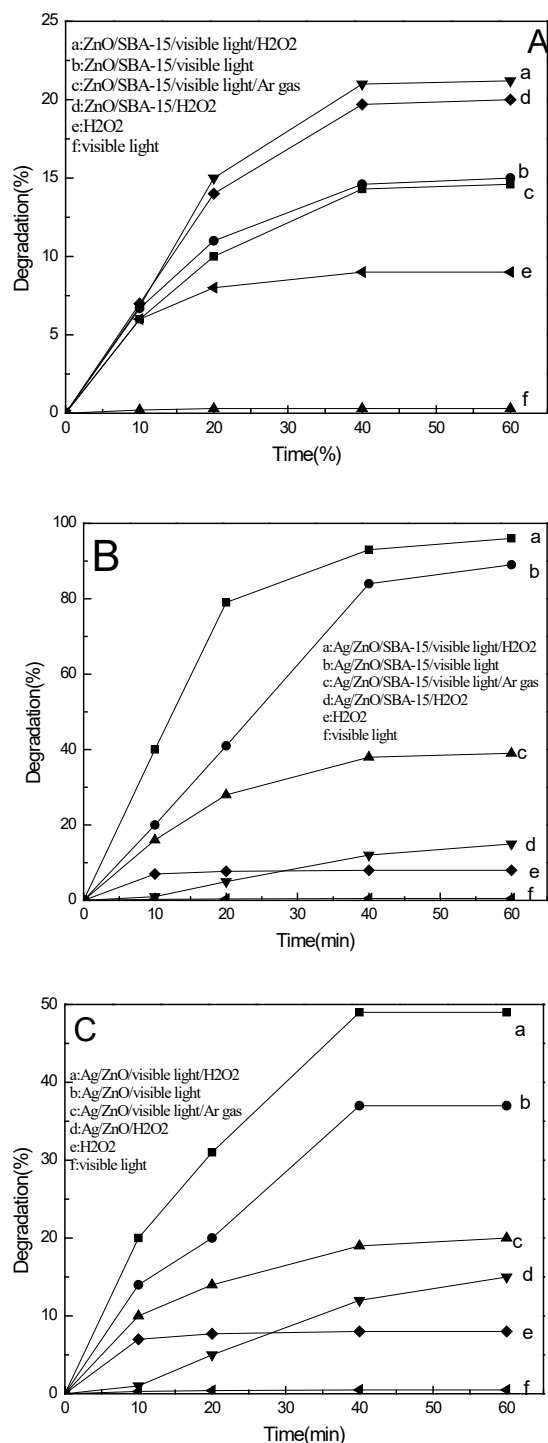 A
a:ZnO/SBA-15/visible light/H2O2
b:ZnO/SBA-15/visible light
c:ZnO/SBA-15/visible light/Ar gas
d:ZnO/SBA-15/H2O2
e:H2O2
f:visible light
a
d
b
c
e
f
25
20
15
10
5
0
Degradation(%)
0 10 20 30 40 50 60
Time(%)
B
a
b
a:Ag/ZnO/SBA-15/visible light/H2O2
b:Ag/ZnO/SBA-15/visible light
c:Ag/ZnO/SBA-15/visible light/Ar gas
d:Ag/ZnO/SBA-15/H2O2
e:H2O2
f:visible light
c
d
e
f
100
80
60
40
20
0
Degradation(%)
0 10 20 30 40 50 60
Time(min)
C
a:Ag/ZnO/visible light/H2O2
b:Ag/ZnO/visible light
c:Ag/ZnO/visible light/Ar gas
d:Ag/ZnO/H2O2
e:H2O2
f:visible light
a
b
c
d
e
f
50
40
30
20
10
0
Degradation(%)
0 10 20 30 40 50 60
Time(min)